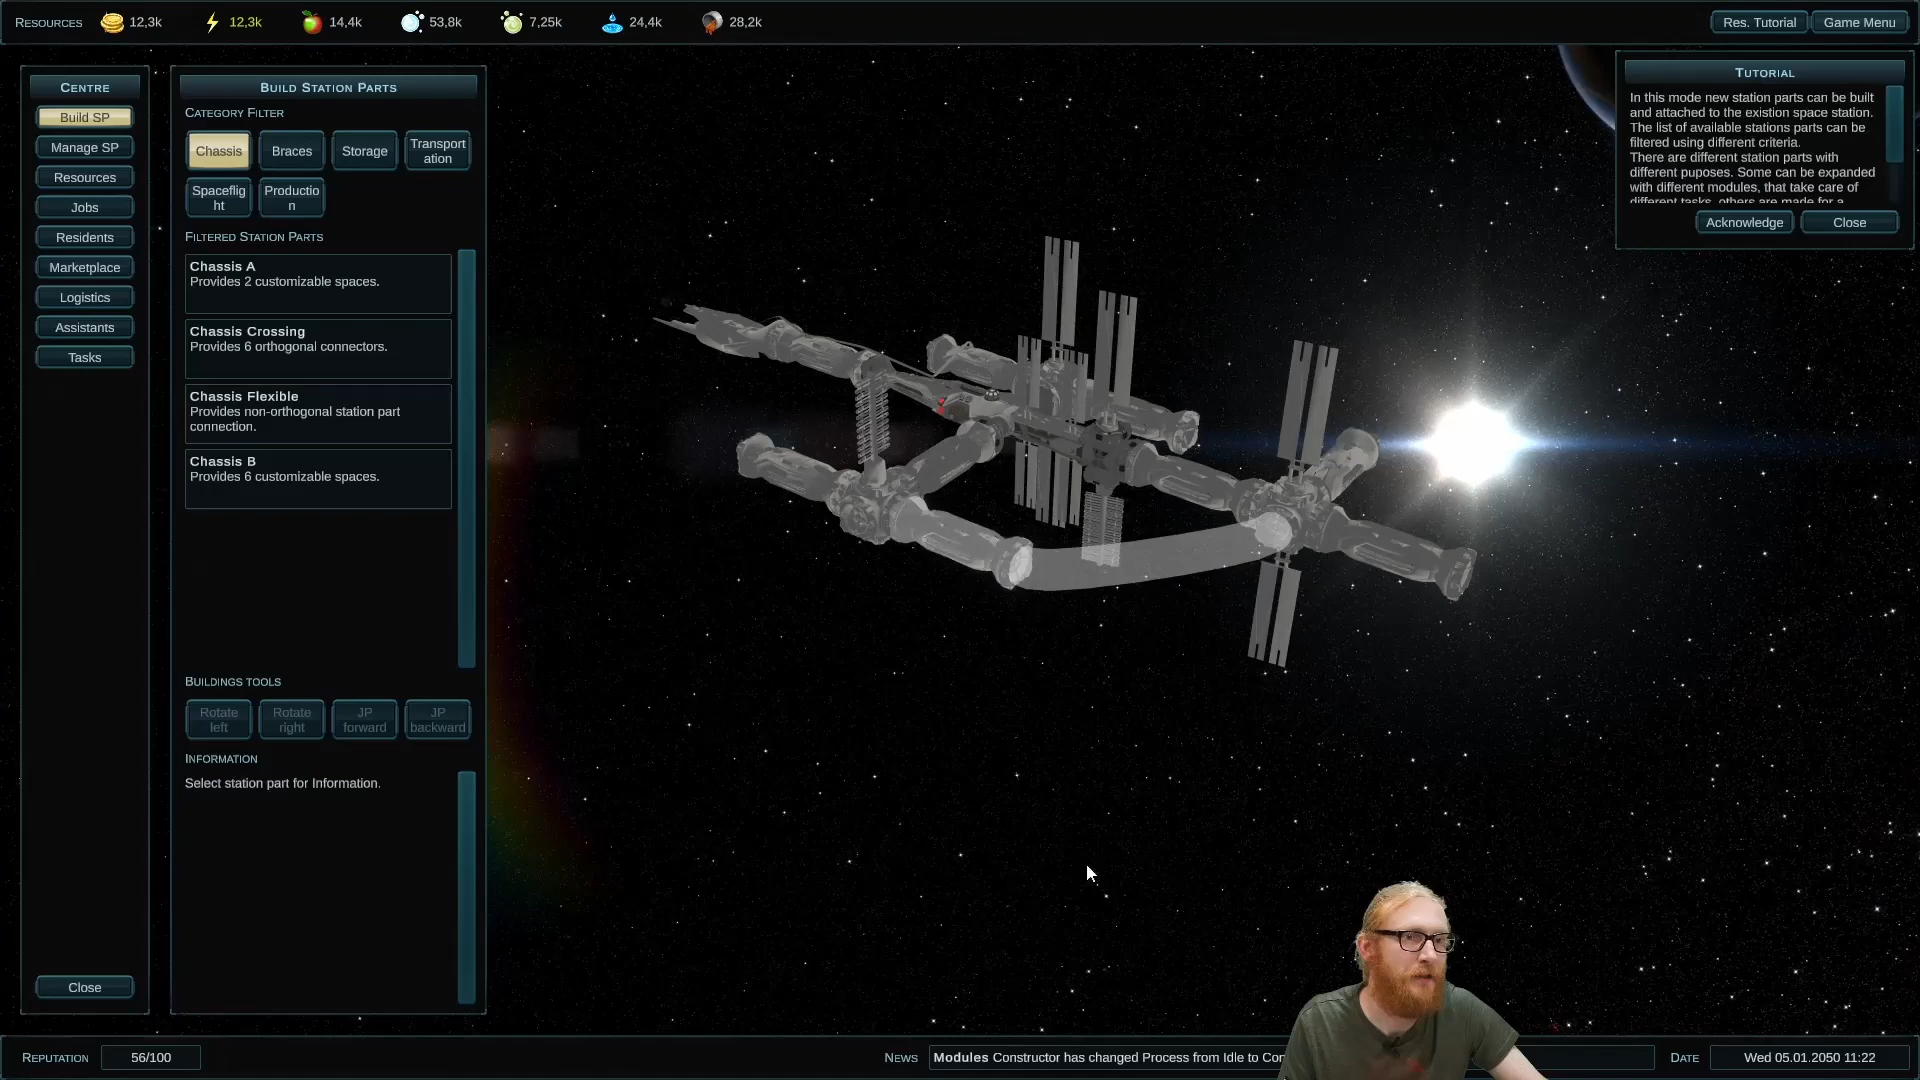 RESOURCES 12,3k 12,3k 14,4k 53,8k 7,25k 24,4k 28,2k Res. Tutorial Game Menu
CENTRE
Build SP
Manage SP
Resources
Jobs
Residents
Marketplace
Logistics
Assistants
Tasks
Close
BUILD STATION PARTS
CATEGORY FILTER
Chassis Braces Storage Transport
ation
Spaceflig Productio
ht n
FILTERED STATION PARTS
Chassis A
Provides 2 customizable spaces.
Chassis Crossing
Provides 6 orthogonal connectors.
Chassis Flexible
Provides non-orthogonal station part
connection.
Chassis B
Provides 6 customizable spaces.
BUILDINGS TOOLS
Rotate Rotate JP JP
left right forward backward
INFORMATION
Select station part for Information.
TUTORIAL
In this mode new station parts can be built
and attached to the existion space station.
The list of available stations parts can be
filtered using different criteria.
There are different station parts with
different puposes. Some can be expanded
with different modules, that take care of
different tasks, others are made for a
Acknowledge Close
REPUTATION 56/100 NEWS Modules Constructor has changed Process from Idle to Con DATE Wed 05.01.2050 11:22